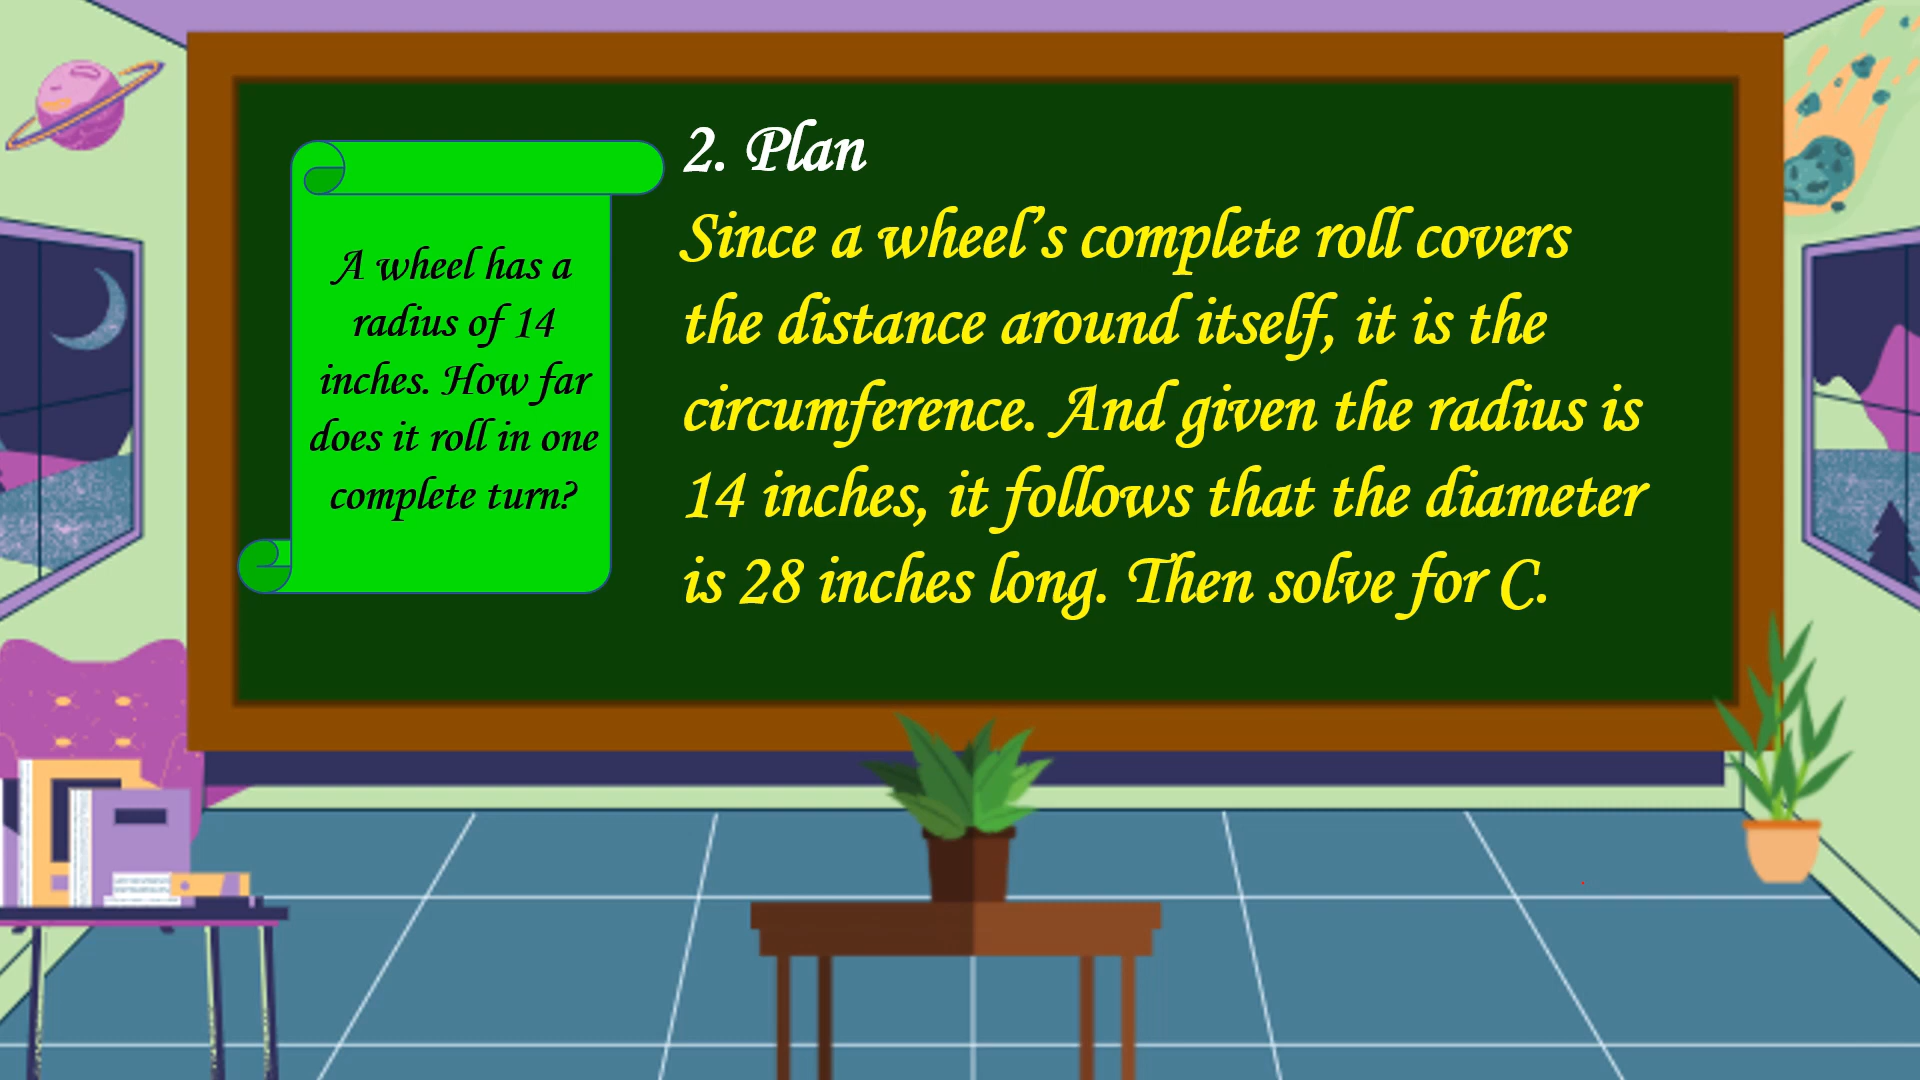 A wheel has a
radius of 14
inches. How far
does it roll in one
complete turn?
2. Plan
Since a wheel’s complete roll covers
the distance around itself, it is the
circumference. And given the radius is
14 inches, it follows that the diameter
is 28 inches long. Then solve for C.